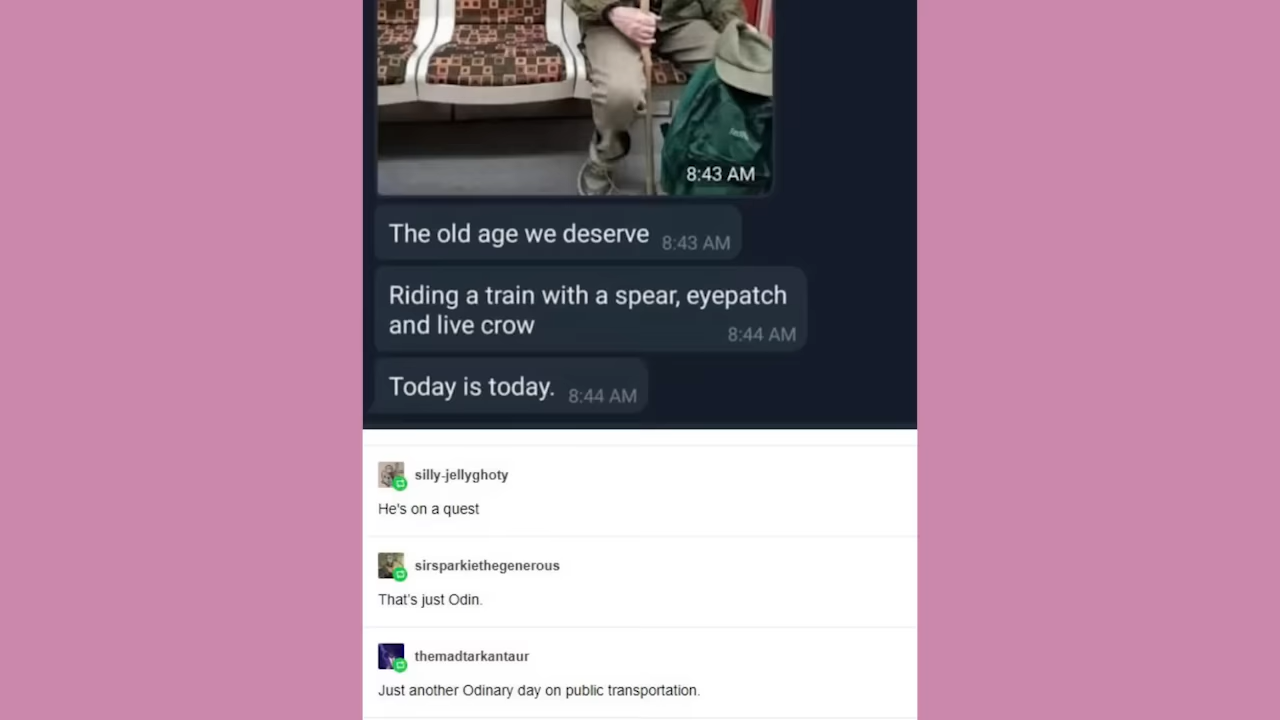 8:43 AM
The old age we deserve 8:43 AM
Riding a train with a spear, eyepatch
and live crow 8:44 AM
Today is today. 8:44 AM
silly-jellyghoty
He's on a quest
sirsparkiethegenerous
That's just Odin.
themadtarkantaur
Just another Odinary day on public transportation.